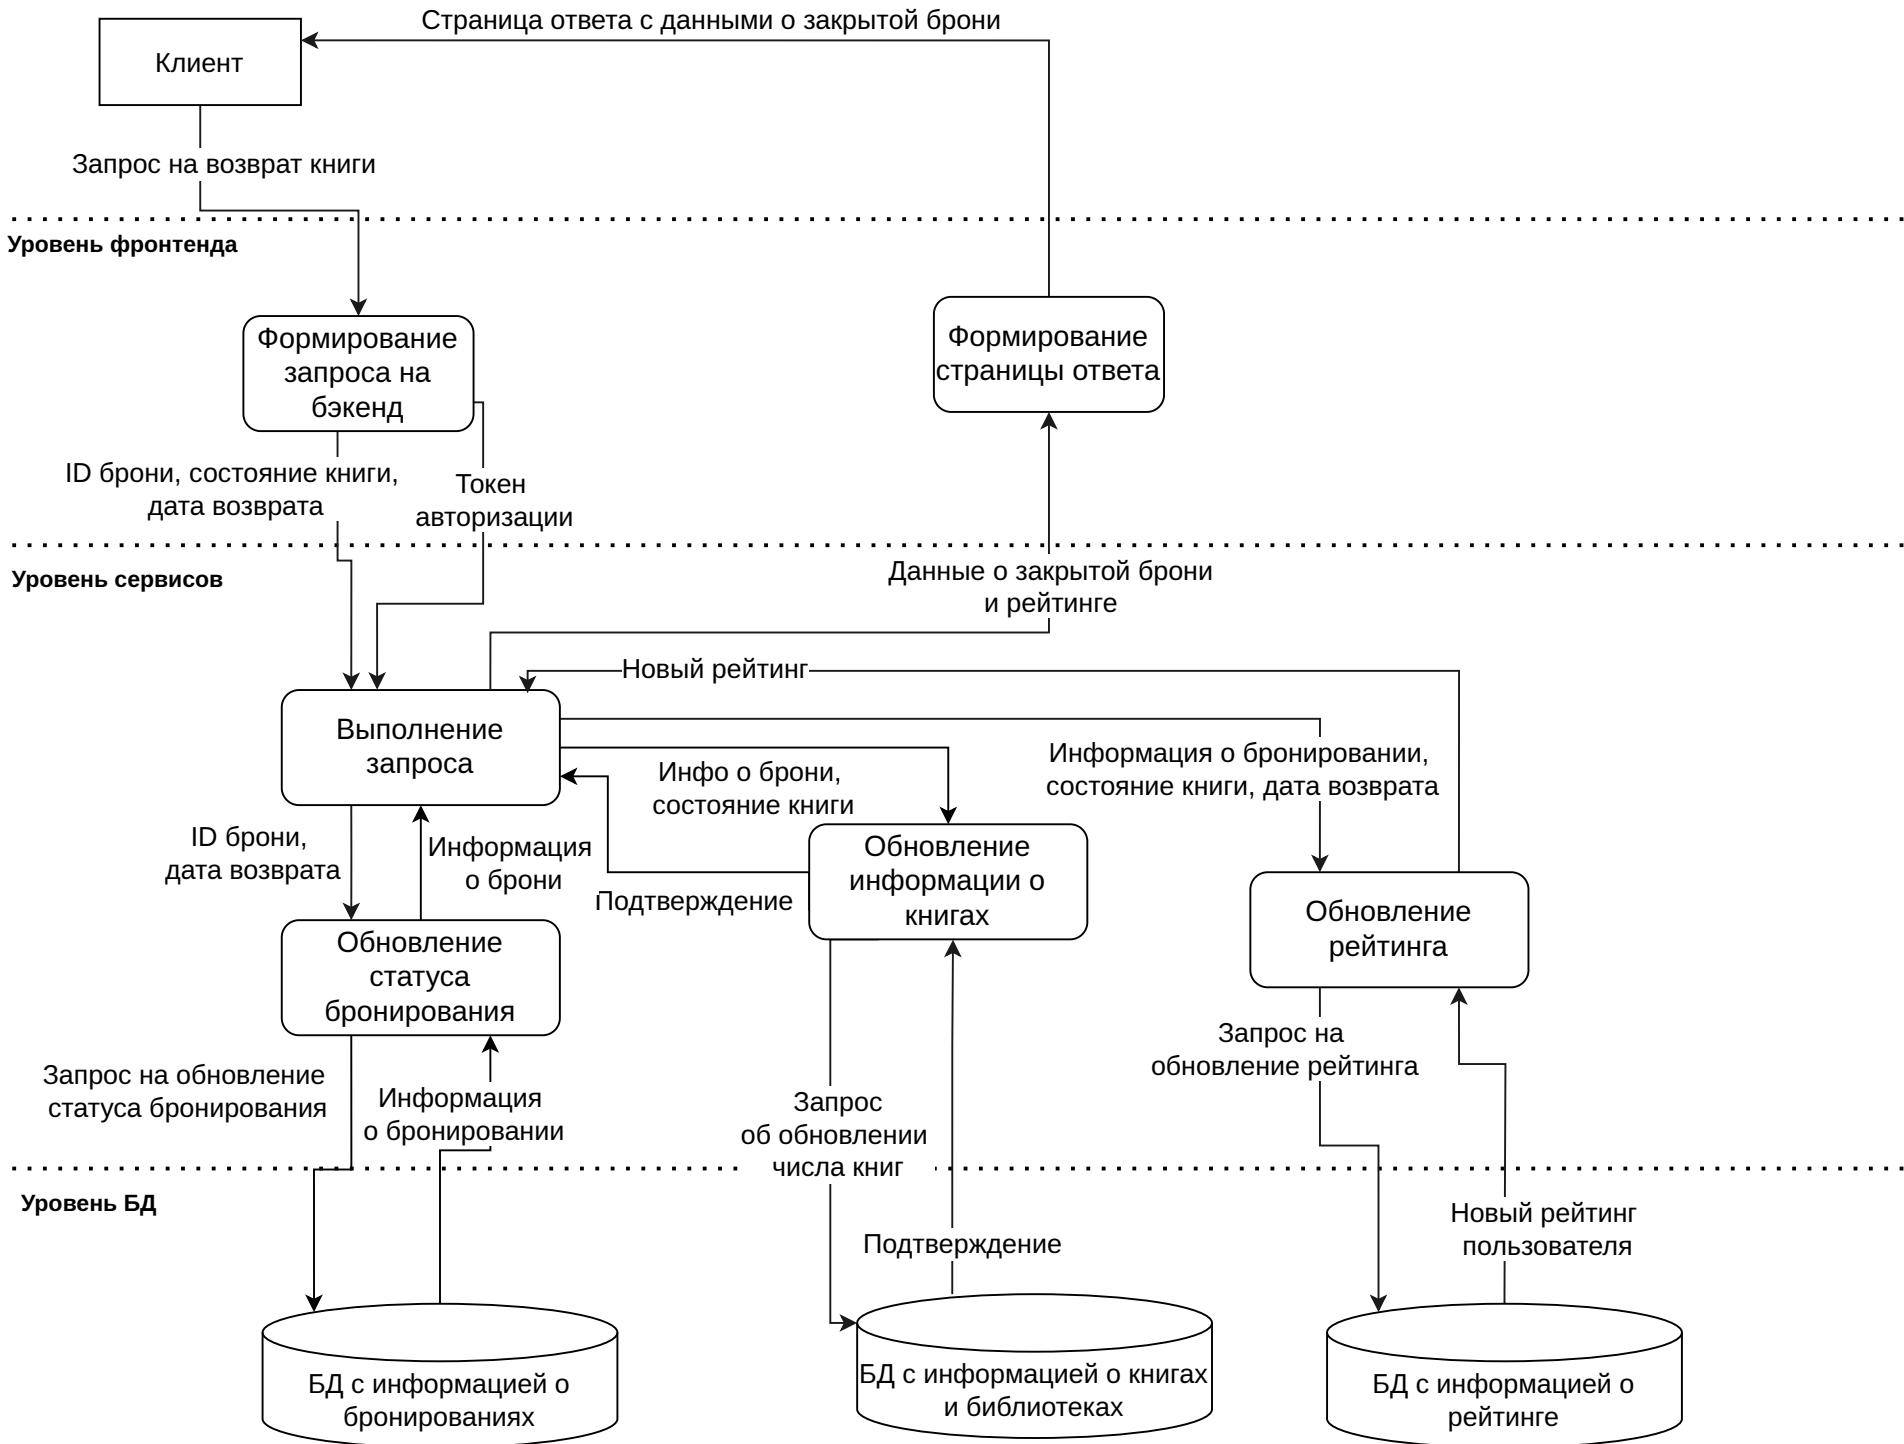 Страница ответа с данными о закрытой брони
Клиент
Запрос на возврат книги
Уровень фронтенда
Формирование
запроса на
бэкенд
Формирование
страницы ответа
ID брони, состояние книги,
дата возврата
Токен
авторизации
Уровень сервисов
Данные о закрытой брони
и рейтинге
Новый рейтинг
Выполнение
запроса
Инфо о брони,
состояние книги
Информация о бронировании,
состояние книги, дата возврата
ID брони,
дата возврата
Информация
о брони
Подтверждение
Обновление
информации о
книгах
Обновление
рейтинга
Обновление
статуса
бронирования
Запрос на обновление
статуса бронирования
Информация
о бронировании
Запрос
об обновлении
числа книг
Запрос на
обновление рейтинга
Уровень БД
Подтверждение
Новый рейтинг
пользователя
БД с информацией о
бронированиях
БД с информацией о книгах
и библиотеках
БД с информацией о
рейтинге